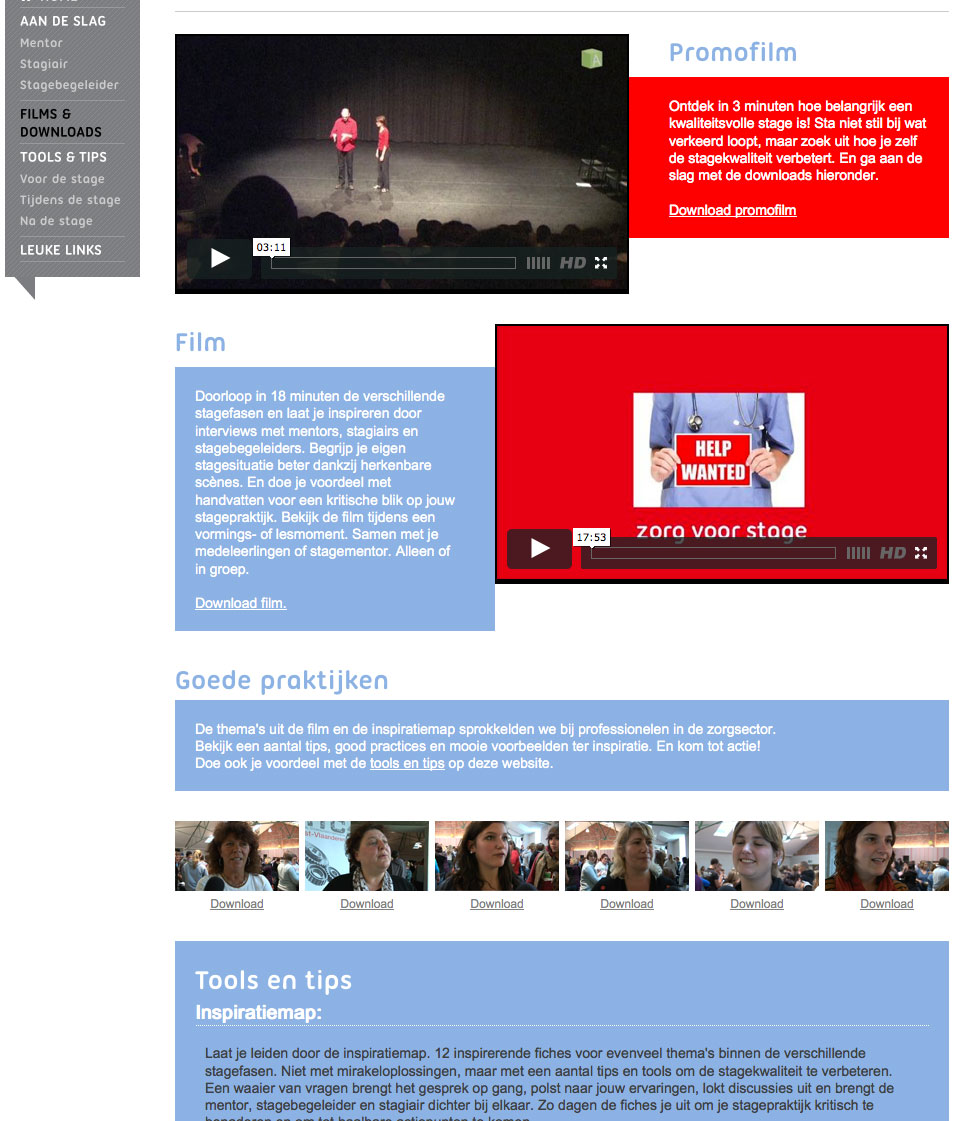 HOME
AAN DE SLAG
Mentor
Stagiair
Stagebegeleider
FILMS &
DOWNLOADS
TOOLS & TIPS
Voor de stage
Tijdens de stage
Na de stage
LEUKE LINKS
A
03:11
HD
Promofilm
Ontdek in 3 minuten hoe belangrijk een
kwaliteitsvolle stage is! Sta niet stil bij wat
verkeerd loopt, maar zoek uit hoe je zelf
de stagekwaliteit verbetert. En ga aan de
slag met de downloads hieronder.
Download promofilm
Film
Doorloop in 18 minuten de verschillende
stagefasen en laat je inspireren door
interviews met mentors, stagiairs en
stagebegeleiders. Begrijp je eigen
stagesituatie beter dankzij herkenbare
scènes. En doe je voordeel met
handvatten voor een kritische blik op jouw
stagepraktijk. Bekijk de film tijdens een
vormings- of lesmoment. Samen met je
medeleerlingen of stagementor. Alleen of
in groep.
Download film.
HELP
WANTED
zorg voor stage
17:53
HD
Goede praktijken
De thema's uit de film en de inspiratiemap sprokkelden we bij professionelen in de zorgsector.
Bekijk een aantal tips, good practices en mooie voorbeelden ter inspiratie. En kom tot actie!
Doe ook je voordeel met de tools en tips op deze website.
st-Vlaanderen
Download
Download
Download
Download
Download
Download
Tools en tips
Inspiratiemap:
Laat je leiden door de inspiratiemap. 12 inspirerende fiches voor evenveel thema's binnen de verschillende
stagefasen. Niet met mirakeloplossingen, maar met een aantal tips en tools om de stagekwaliteit te verbeteren.
Een waaier van vragen brengt het gesprek op gang, polst naar jouw ervaringen, lokt discussies uit en brengt de
mentor, stagebegeleider en stagiair dichter bij elkaar. Zo dagen de fiches je uit om je stagepraktijk kritisch te